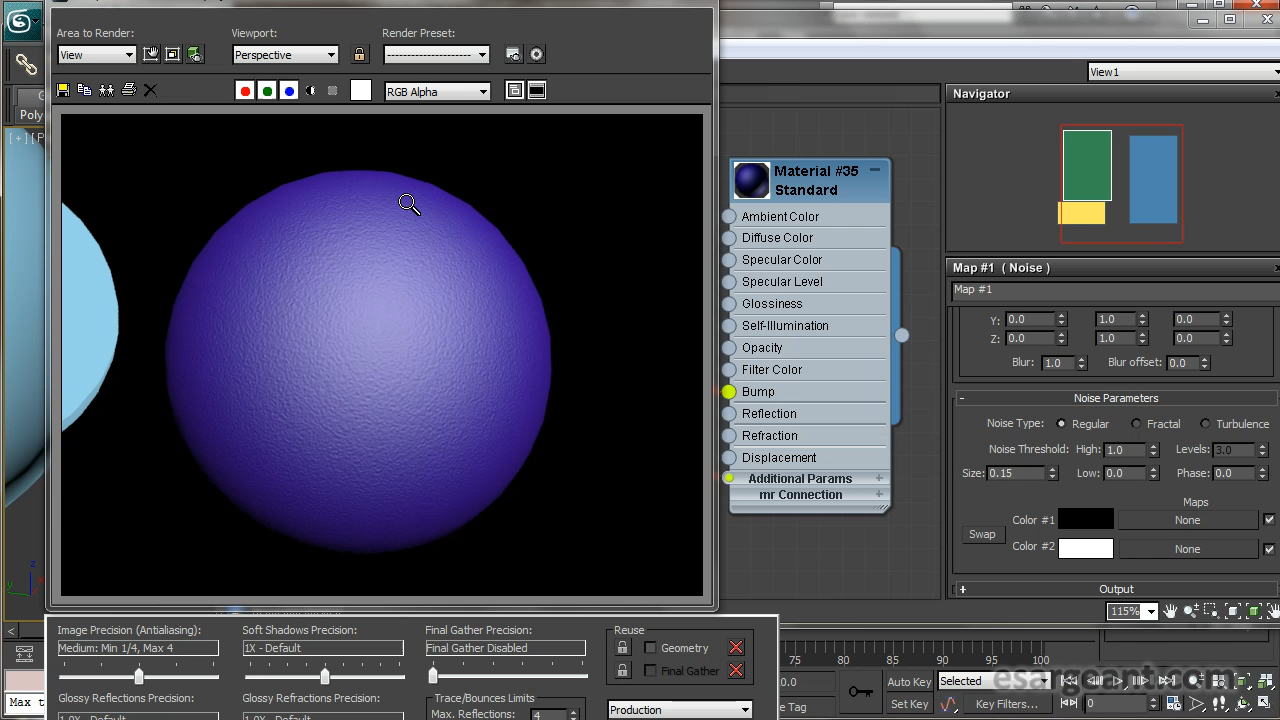 Area to Render:
Viewport:
Render Preset:
View
Perspective
RGB Alpha
View1
Navigator
Poly
[ + ] [ P
Material #35
Standard
Ambient Color
Diffuse Color
Specular Color
Specular Level
Glossiness
Self-Illumination
Opacity
Filter Color
Bump
Reflection
Refraction
Displacement
Additional Params
mr Connection
Map #1 ( Noise )
Map #1
Y: 0.0 1.0 0.0
Z: 0.0 1.0 0.0
Blur: 1.0 Blur offset: 0.0
Noise Parameters
Noise Type: Regular Fractal Turbulence
Noise Threshold: High: 1.0 Levels: 3.0
Size: 0.15 Low: 0.0 Phase: 0.0
Maps
Color #1 None
Swap
Color #2 None
Output
115%
z
y
Image Precision (Antialiasing):
Medium: Min 1/4, Max 4
Soft Shadows Precision:
1X - Default
Final Gather Precision:
Final Gather Disabled
Reuse
Geometry
Final Gather
Glossy Reflections Precision:
Glossy Refractions Precision:
Trace/Bounces Limits
Max. Reflections: 4
Production
75 80 85 90 95 100
0.0
Auto Key
Selected
Tag
Set Key
Key Filters...
0
Max t
esargeant.com